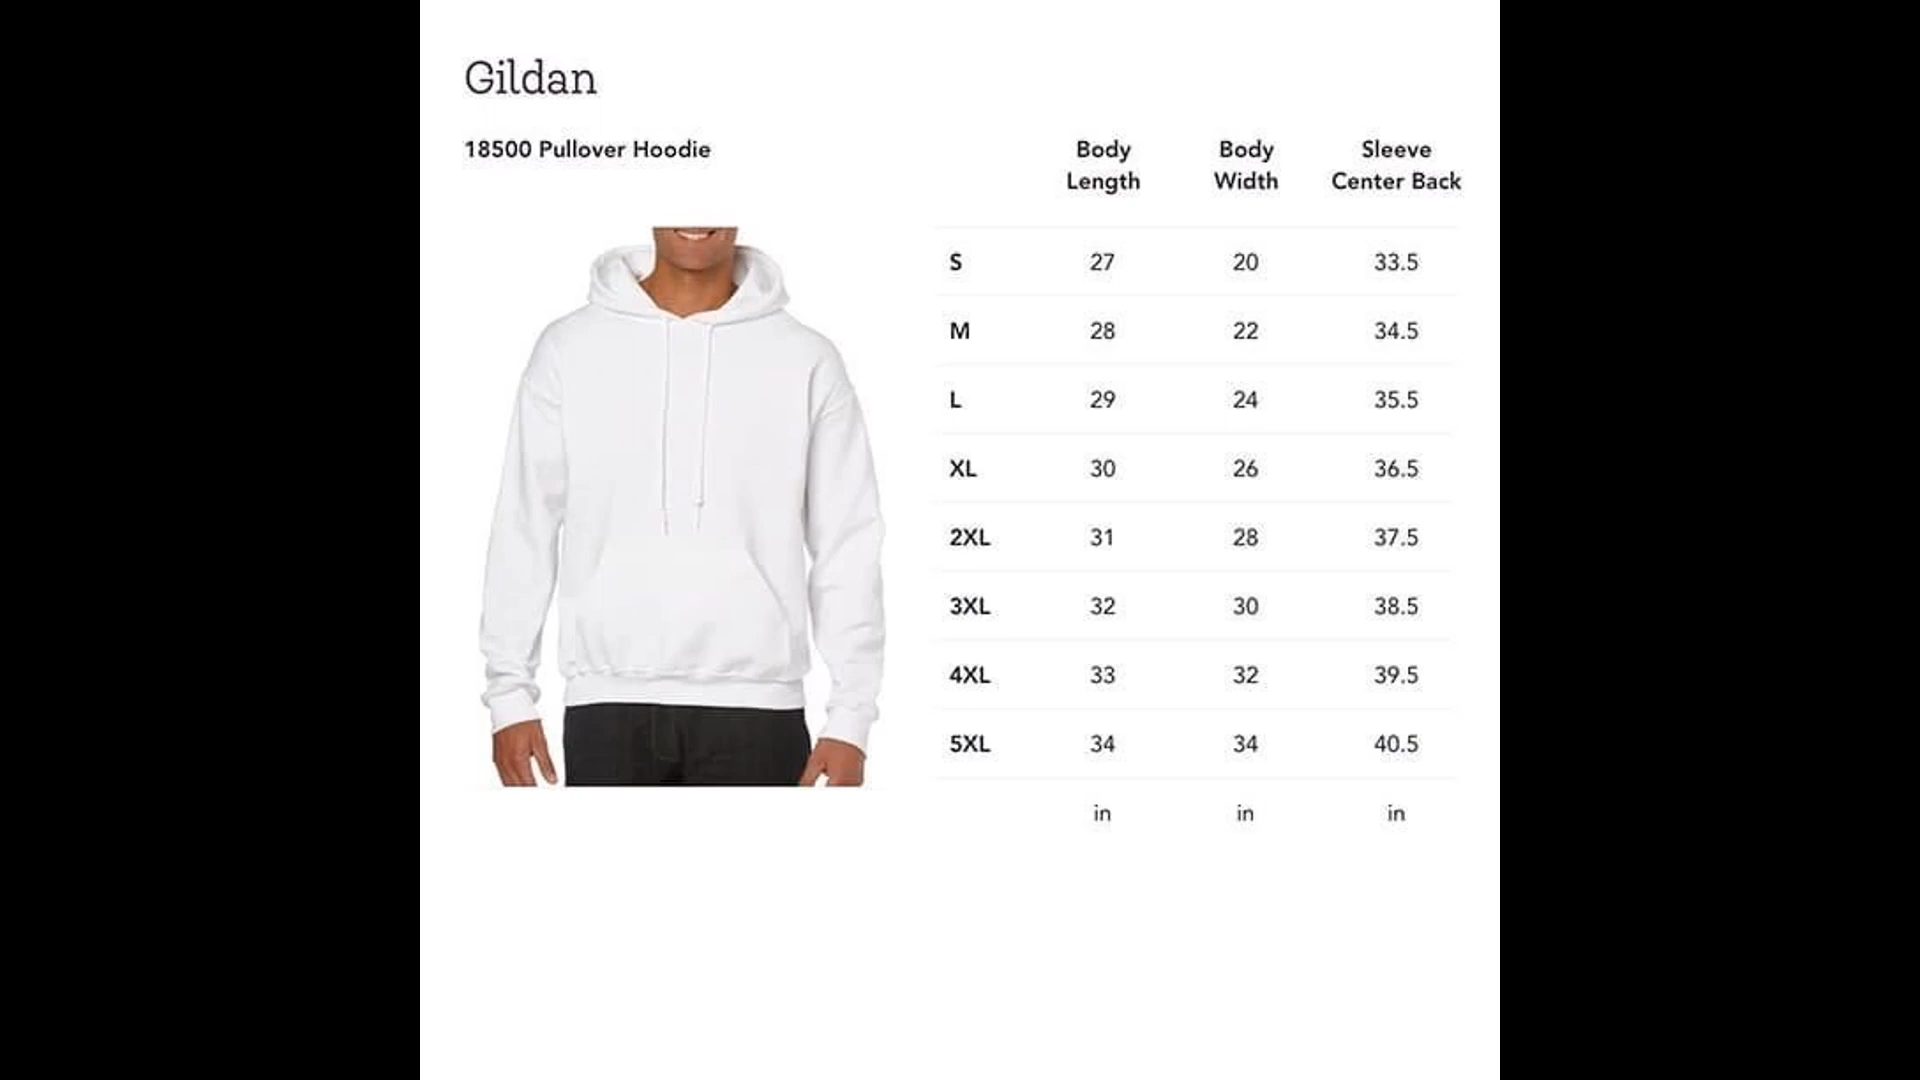 Gildan
18500 Pullover Hoodie
Body Length
Body Width
Sleeve Center Back
S 27 20 33.5
M 28 22 34.5
L 29 24 35.5
XL 30 26 36.5
2XL 31 28 37.5
3XL 32 30 38.5
4XL 33 32 39.5
5XL 34 34 40.5
in in in